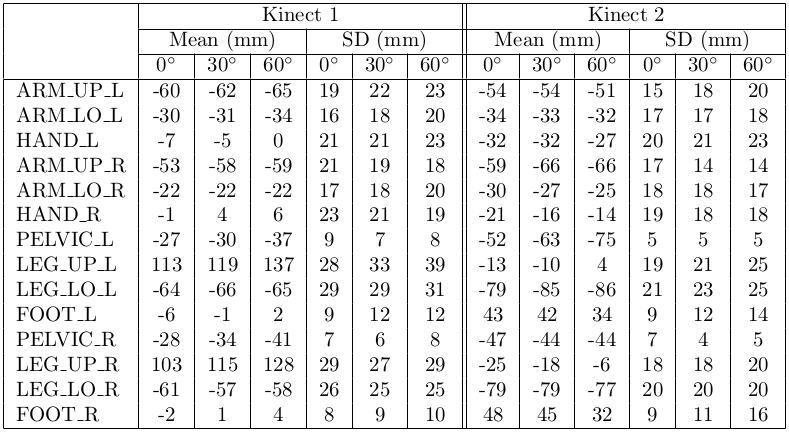 Kinect 1 Kinect 2
Mean (mm) SD (mm) Mean (mm) SD (mm)
0° 30° 60° 0° 30° 60° 0° 30° 60° 0° 30° 60°
ARM_UP_L -60 -62 -65 19 22 23 -54 -54 -51 15 18 20
ARM_LO_L -30 -31 -34 16 18 20 -34 -33 -32 17 17 18
HAND_L -7 -5 0 21 21 23 -32 -32 -27 20 21 23
ARM_UP_R -53 -58 -59 21 19 18 -59 -66 -66 17 14 14
ARM_LO_R -22 -22 -22 17 18 20 -30 -27 -25 18 18 17
HAND_R -1 4 6 23 21 19 -21 -16 -14 19 18 18
PELVIC_L -27 -30 -37 9 7 8 -52 -63 -75 5 5 5
LEG_UP_L 113 119 137 28 33 39 -13 -10 4 19 21 25
LEG_LO_L -64 -66 -65 29 29 31 -79 -85 -86 21 23 25
FOOT_L -6 -1 2 9 12 12 43 42 34 9 12 14
PELVIC_R -28 -34 -41 7 6 8 -47 -44 -44 7 4 5
LEG_UP_R 103 115 128 29 27 29 -25 -18 -6 18 18 20
LEG_LO_R -61 -57 -58 26 25 25 -79 -79 -77 20 20 20
FOOT_R -2 1 4 8 9 10 48 45 32 9 11 16